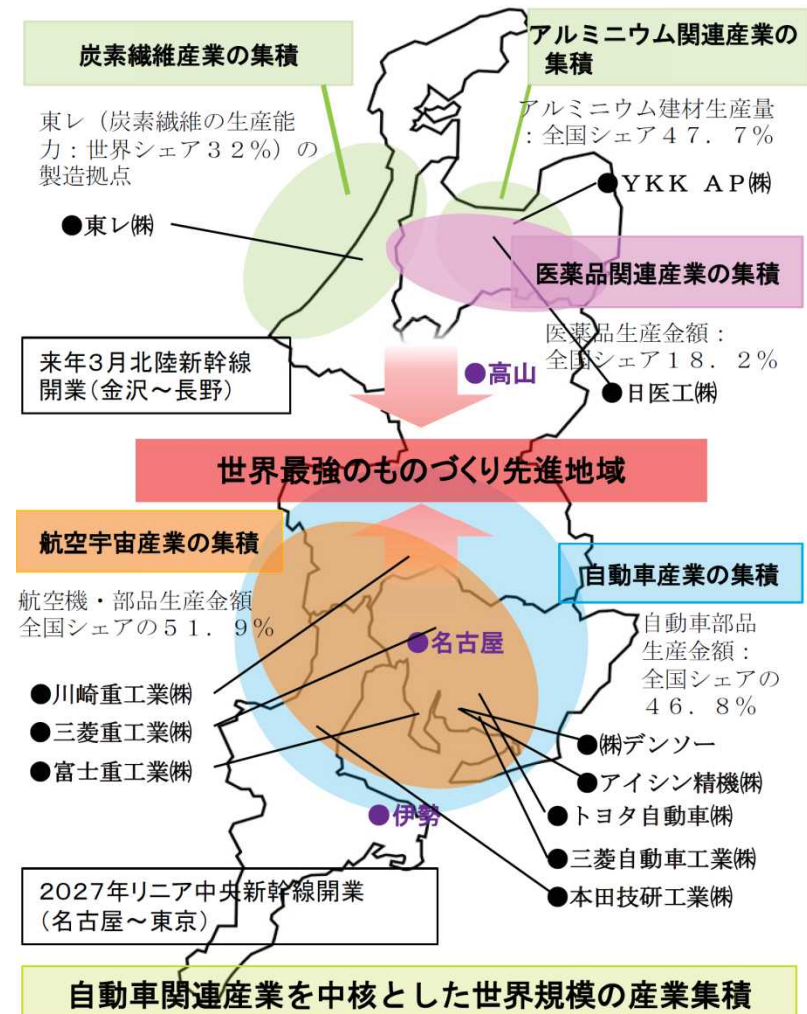 炭素繊維産業の集積
アルミニウム関連産業の
集積
東レ（炭素繊維の生産能
力：世界シェア３２%）の
製造拠点
アルミニウム建材生産量
：全国シェア４７．７%
●ＹＫＫ ＡＰ㈱
●東レ㈱
医薬品関連産業の集積
医薬品生産金額：
全国シェア１８．２%
来年３月北陸新幹線
開業（金沢～長野）
●高山
●日医工㈱
世界最強のものづくり先進地域
航空宇宙産業の集積
自動車産業の集積
航空機・部品生産金額
全国シェアの５１．９%
自動車部品
生産金額：
全国シェアの
４６．８%
●名古屋
●川崎重工業㈱
●三菱重工業㈱
●富士重工業㈱
●㈱デンソー
●アイシン精機㈱
●トヨタ自動車㈱
●伊勢
●三菱自動車工業㈱
●本田技研工業㈱
２０２７年リニア中央新幹線開業
（名古屋～東京）
自動車関連産業を中核とした世界規模の産業集積